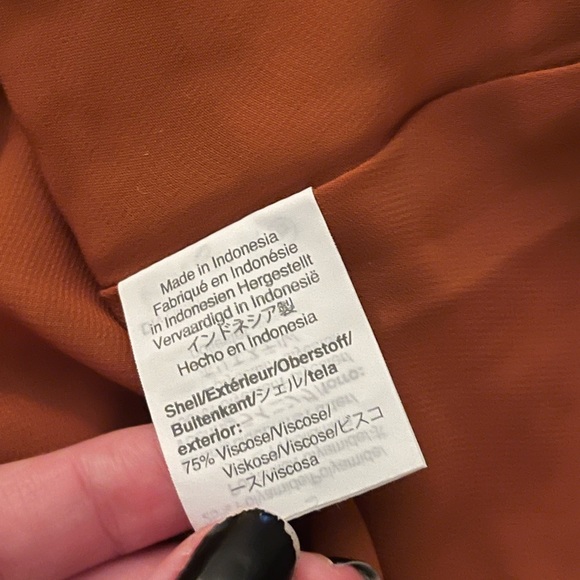 Made in Indonesia
Fabriqué en Indonésie
in Indonesien Hergestellt
Vervaardigd in Indonesië
インドネシア製
Hecho en Indonesia
Shell/Extérieur/Oberstoff/
Buitenkant/シェル/tela
exterior:
75% Viscose/Viscose/
Viskose/Viscose/ビスコ
ース/viscosa